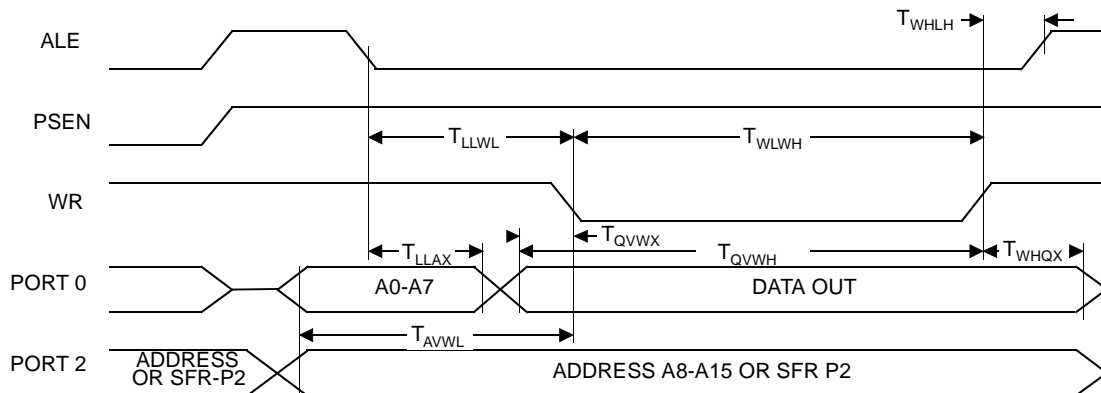 T_WHLH
ALE
PSEN
T_LLWL
T_WLWH
WR
T_QVWX
T_LLAX
T_QVWH
T_WHQX
PORT 0
A0-A7
DATA OUT
T_AVWL
PORT 2
ADDRESS
OR SFR-P2
ADDRESS A8-A15 OR SFR P2